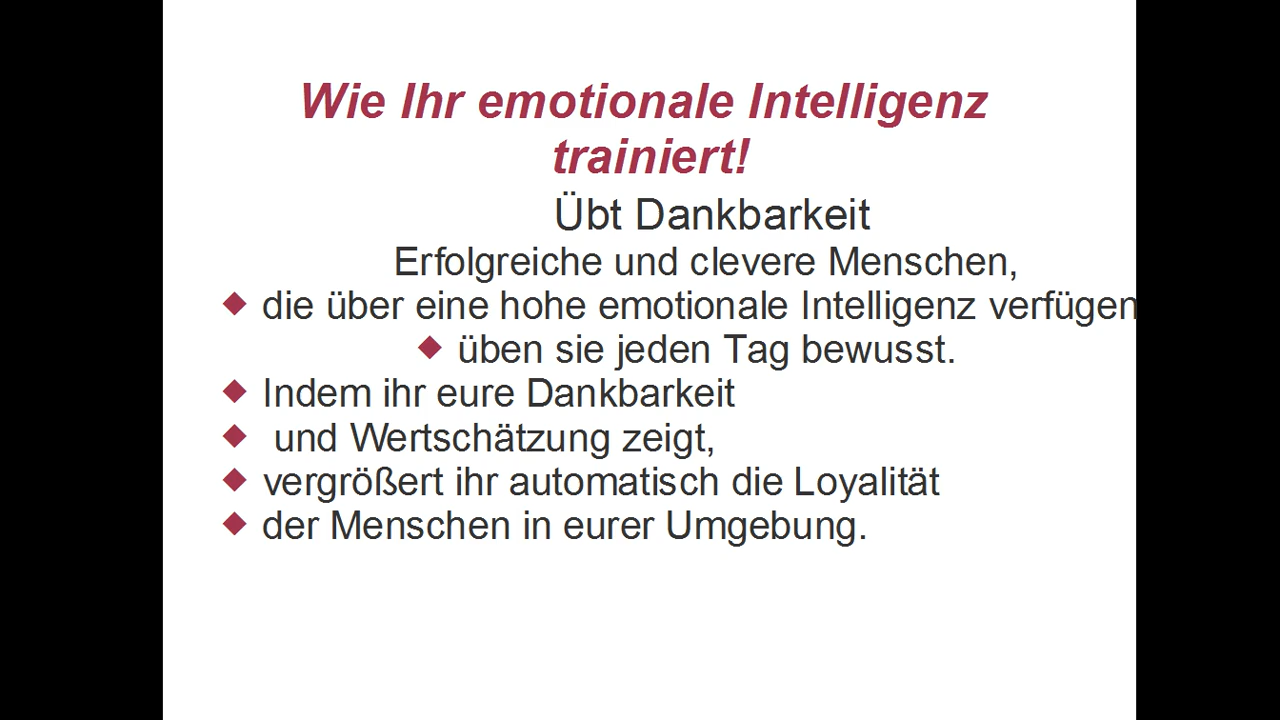 Wie Ihr emotionale Intelligenz
trainiert!
Übt Dankbarkeit
Erfolgreiche und clevere Menschen,
die über eine hohe emotionale Intelligenz verfügen
üben sie jeden Tag bewusst.
Indem ihr eure Dankbarkeit
und Wertschätzung zeigt,
vergrößert ihr automatisch die Loyalität
der Menschen in eurer Umgebung.